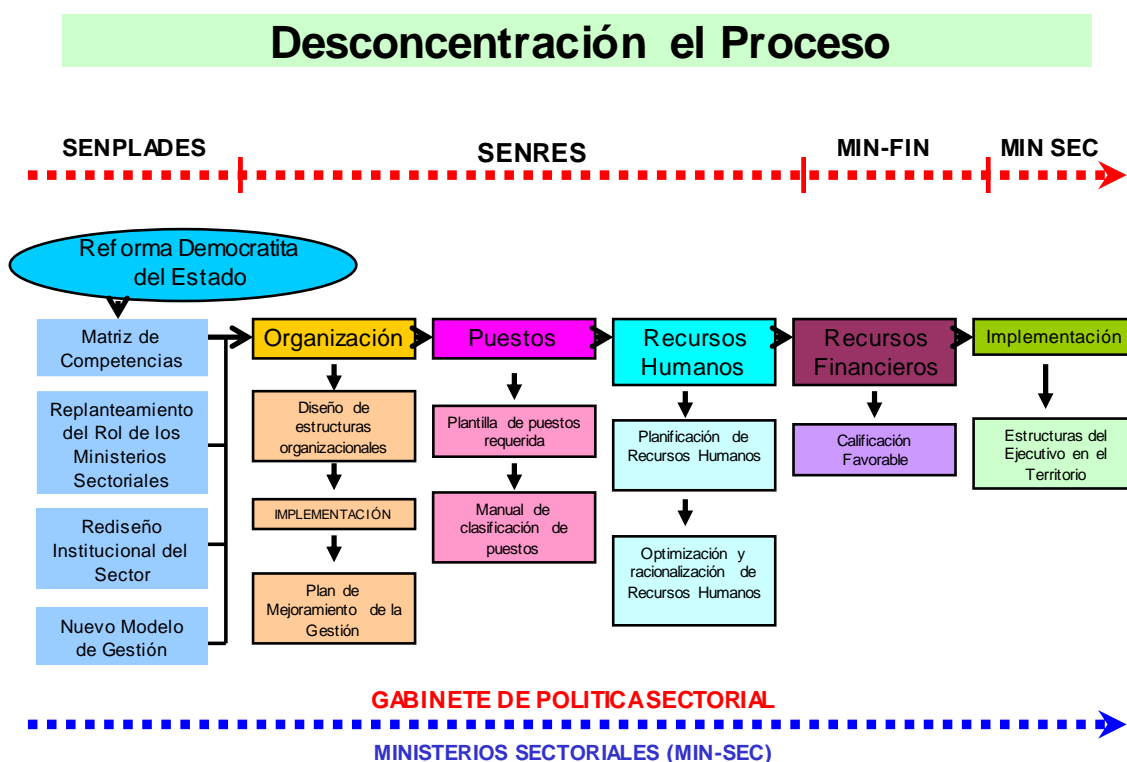 Desconcentración el Proceso
SENPLADES
SENRES
MIN-FIN
MIN SEC
Reforma Democratita
del Estado
Matriz de
Competencias
Replanteamiento
del Rol de los
Ministerios
Sectoriales
Rediseño
Institucional del
Sector
Nuevo Modelo
de Gestión
Organización
Diseño de
estructuras
organizacionales
IMPLEMENTACIÓN
Plan de
Mejoramiento de la
Gestión
Puestos
Plantilla de puestos
requerida
Manual de
clasificación de
puestos
Recursos
Humanos
Planificación de
Recursos Humanos
Optimización y
racionalización de
Recursos Humanos
Recursos
Financieros
Calificación
Favorable
Implementación
Estructuras del
Ejecutivo en el
Territorio
GABINETE DE POLITICA SECTORIAL
MINISTERIOS SECTORIALES (MIN-SEC)